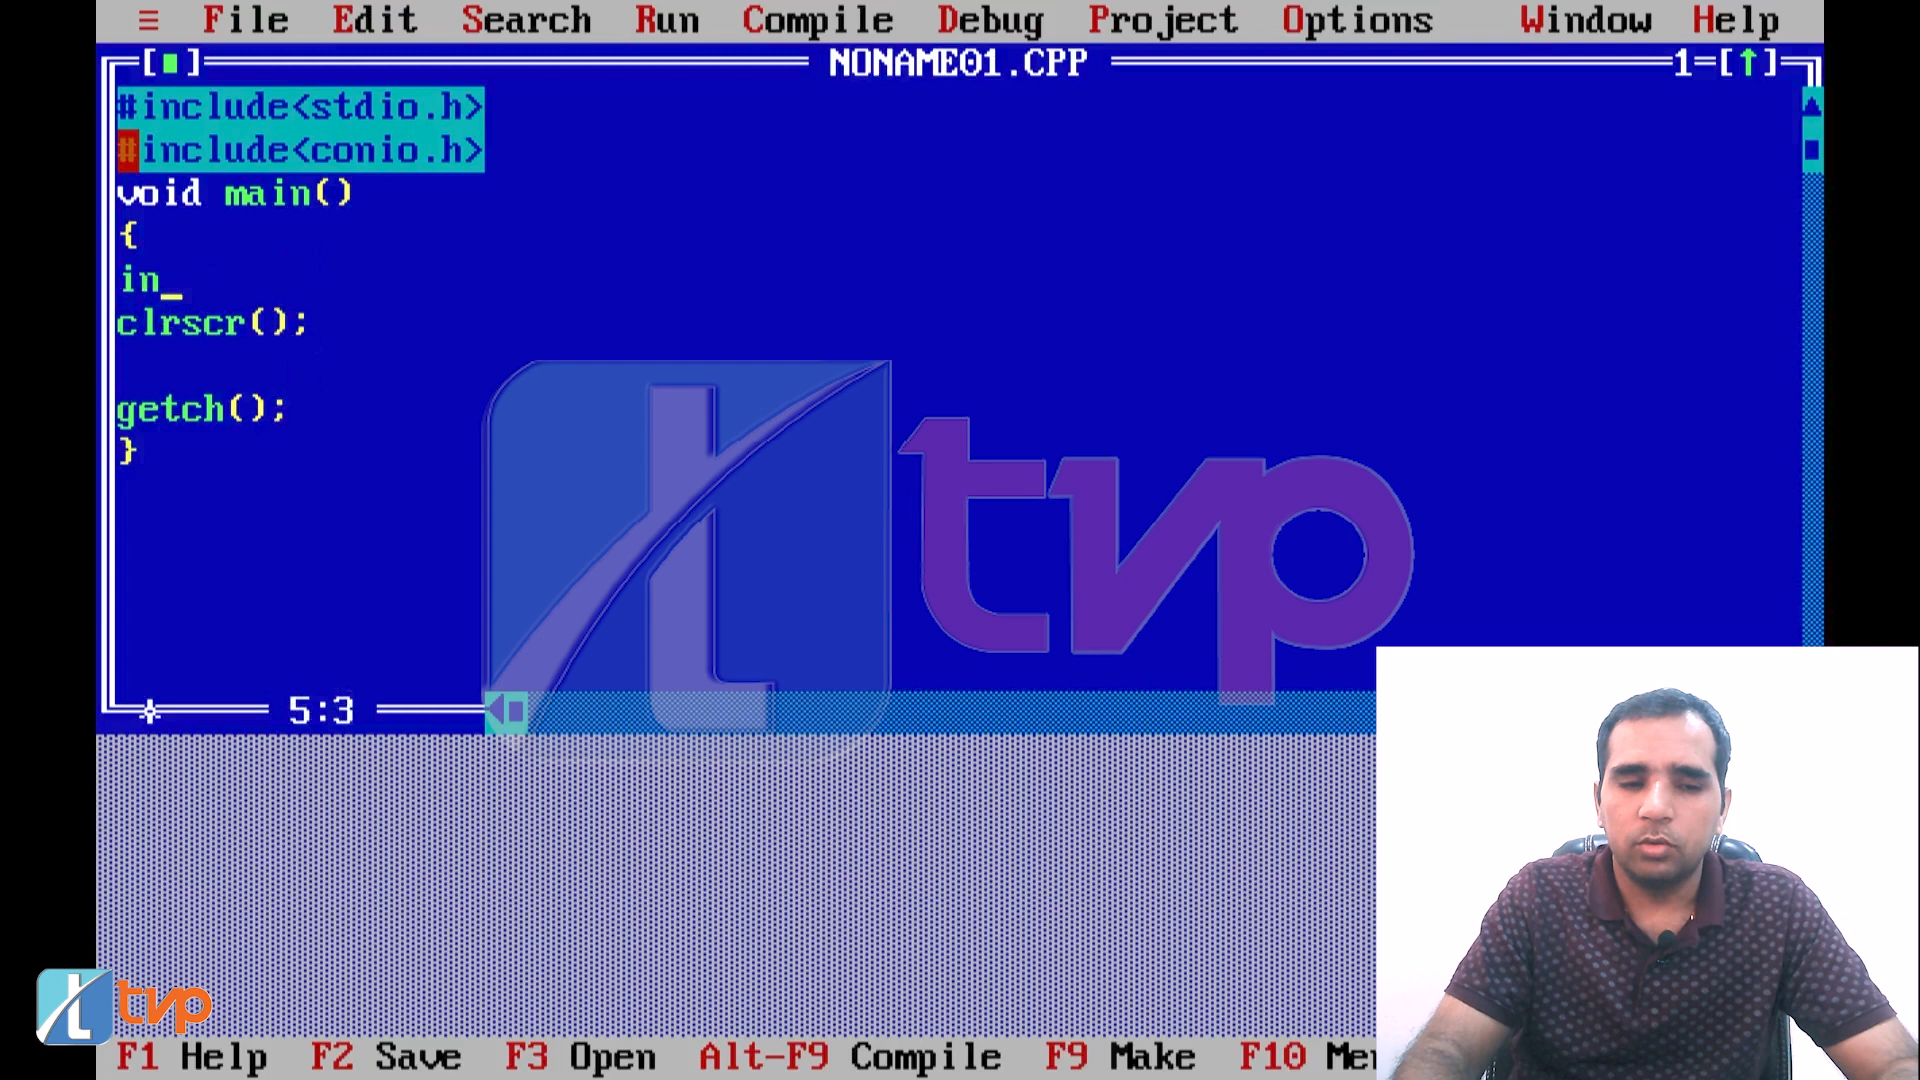 ≡ File Edit Search Run Compile Debug Project Options Window Help
[■] NONAME01.CPP 1=[↑]
#include<stdio.h>
#include<conio.h>
void main()
{
in_
clrscr();
getch();
}
tvp
5:3
tvp
F1 Help F2 Save F3 Open Alt-F9 Compile F9 Make F10